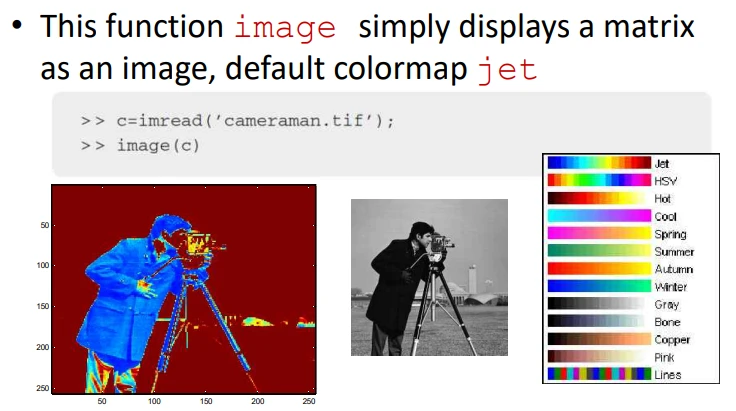 • This function image simply displays a matrix
as an image, default colormap jet
>> c=imread('cameraman.tif');
>> image(c)
50
100
150
200
250
50
100
150
200
250
Jet
HSV
Hot
Cool
Spring
Summer
Autumn
Winter
Gray
Bone
Copper
Pink
Lines